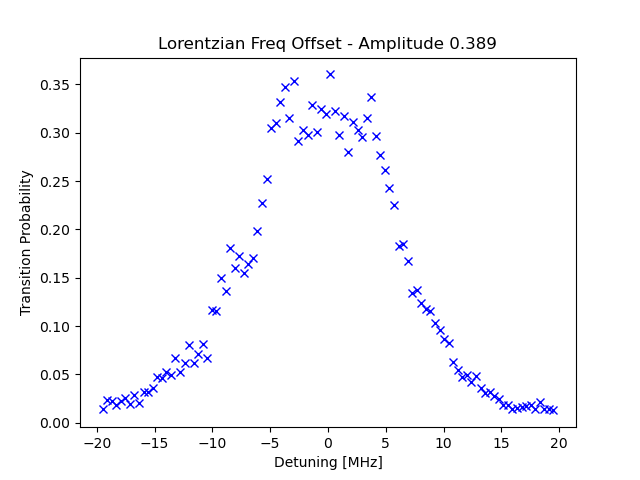 Lorentzian Freq Offset - Amplitude 0.389
Transition Probability
0.35
0.30
0.25
0.20
0.15
0.10
0.05
0.00
−20 −15 −10 −5 0 5 10 15 20
Detuning [MHz]